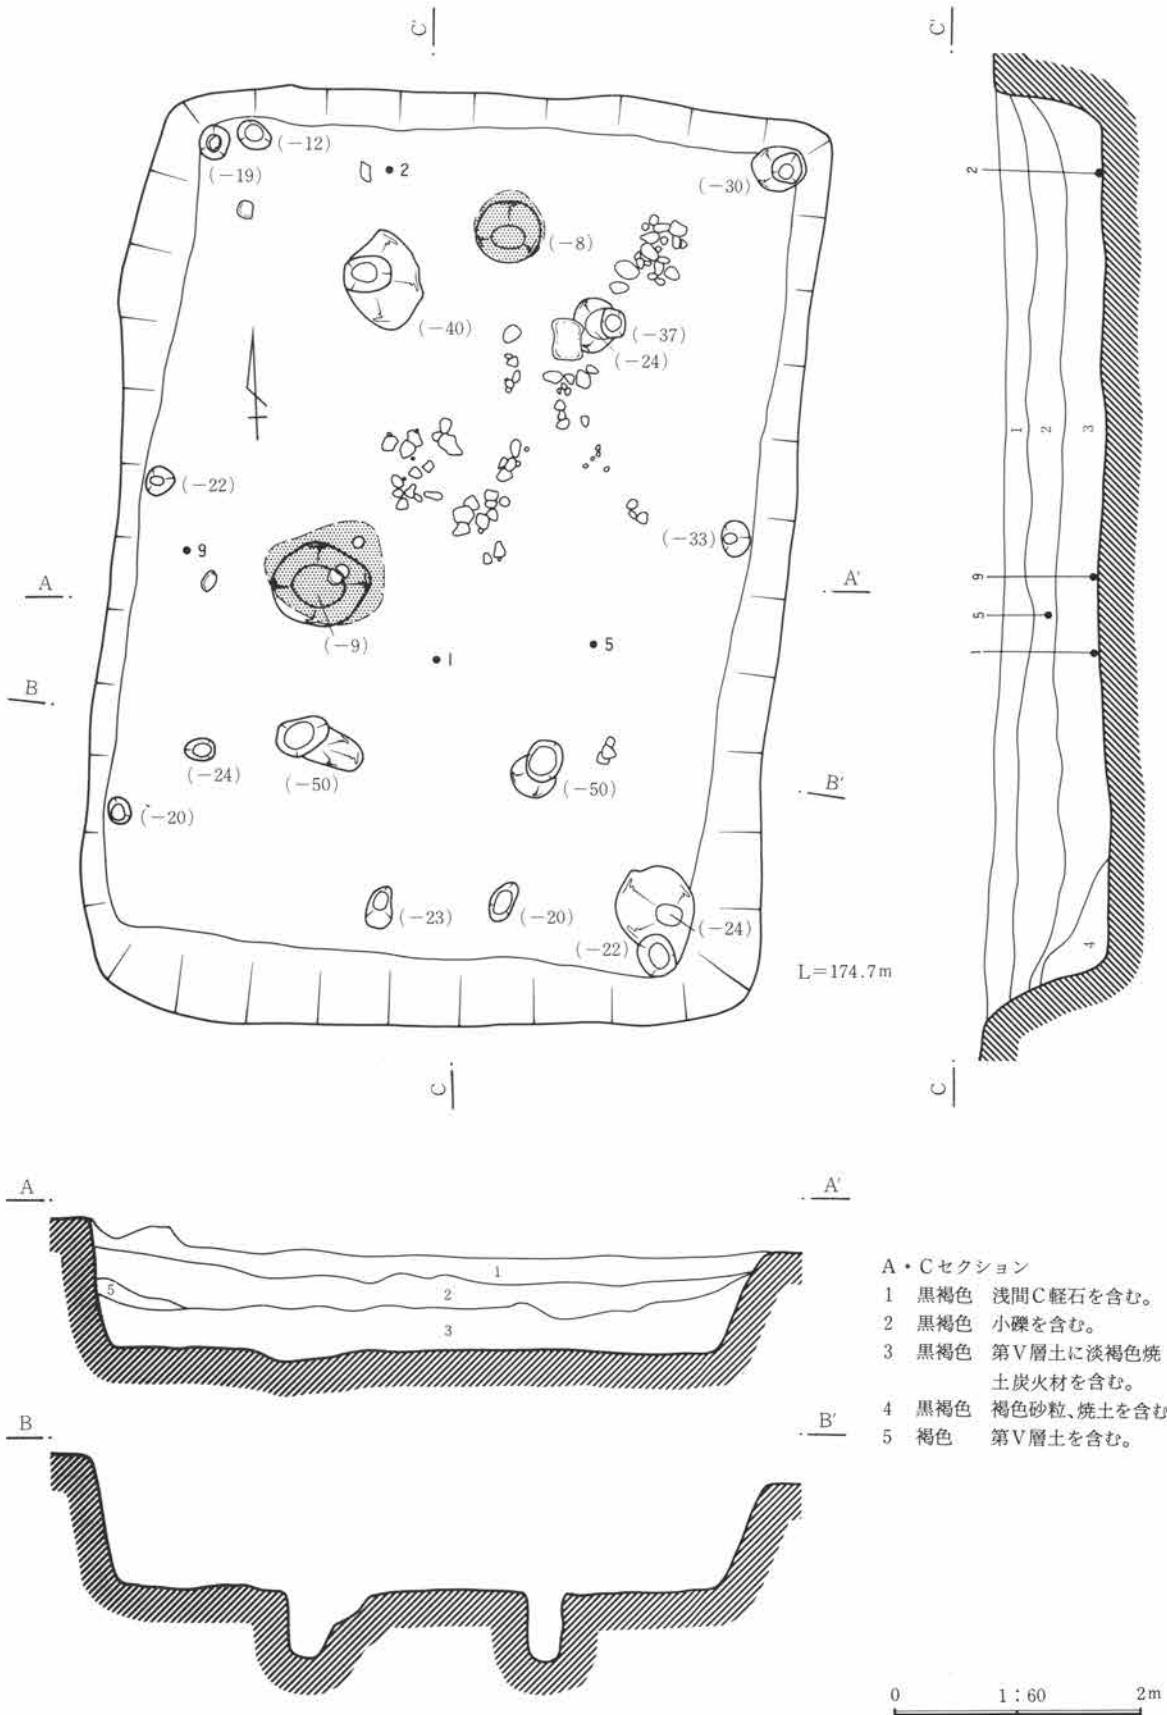 C'
C'
(-12)
(-19)
2
(-30)
2
(-8)
(-40)
(-37)
(-24)
1
2
3
(-22)
(-33)
9
A
A'
9
(-9)
5
5
1
1
B
(-24)
(-50)
(-50)
B'
(-20)
(-23)
(-20)
(-24)
(-22)
4
L=174.7m
C
C
A
A'
1
2
5
3
A・Cセクション
1 黒褐色 浅間C軽石を含む。
2 黒褐色 小礫を含む。
3 黒褐色 第V層土に淡褐色焼
土炭火材を含む。
4 黒褐色 褐色砂粒、焼土を含む
5 褐色 第V層土を含む。
B
B'
0 1:60 2m